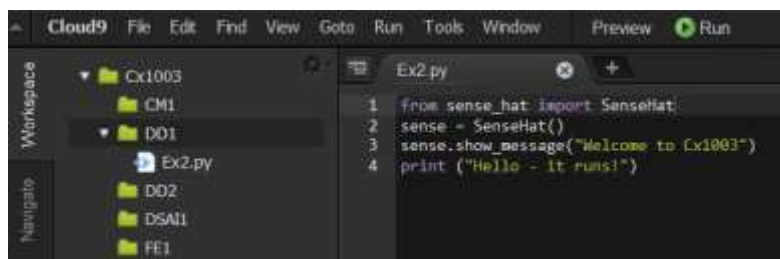 Cloud9 File Edit Find View Goto Run Tools Window Preview Run
Workspace
Navigate
Cx1003
CM1
DD1
Ex2.py
DD2
DSAI1
FE1
Ex2.py
1 from sense_hat import SenseHat
2 sense = SenseHat()
3 sense.show_message("Welcome to Cx1003")
4 print ("Hello - it runs!")